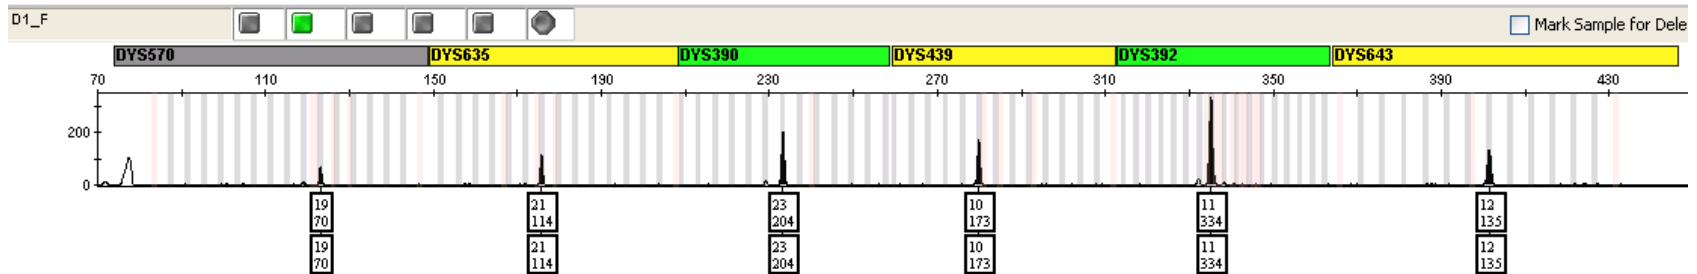 D1_F
Mark Sample for Dele
DYS570 DYS635 DYS390 DYS439 DYS392 DYS643
70 110 150 190 230 270 310 350 390 430
200
0
19 21 23 10 11 12
70 114 204 173 334 135
19 21 23 10 11 12
70 114 204 173 334 135